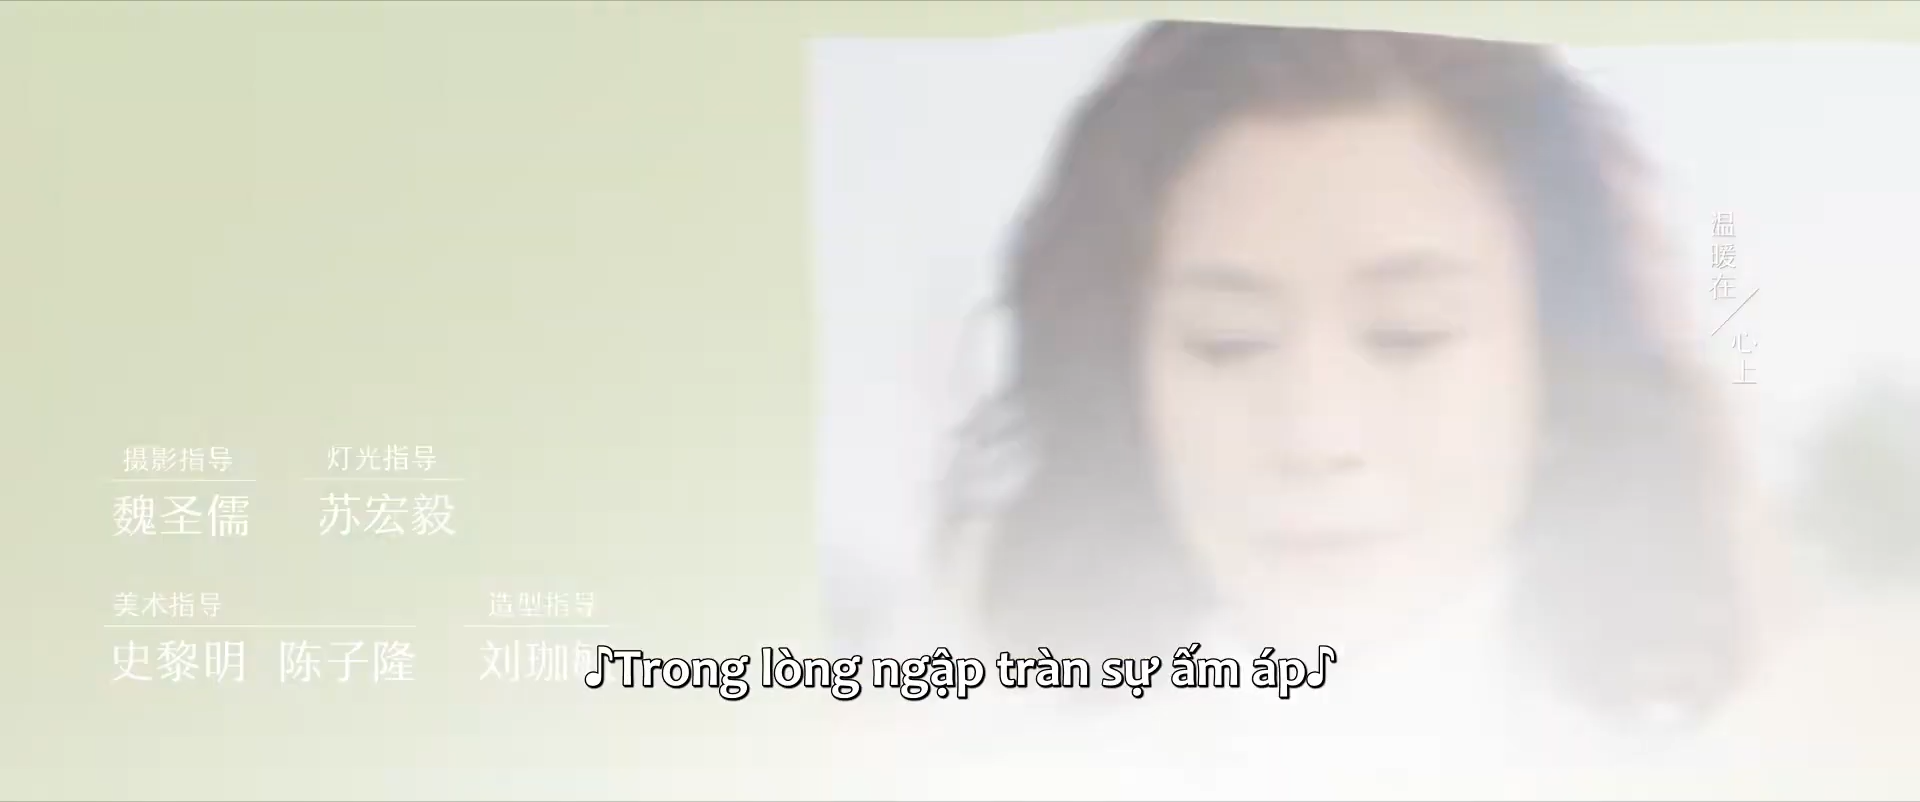 摄影指导 灯光指导
魏圣儒 苏宏毅
美术指导 造型指导
史黎明 陈子隆 刘珈
♪Trong lòng ngập tràn sự ấm áp♪
温暖在
心上